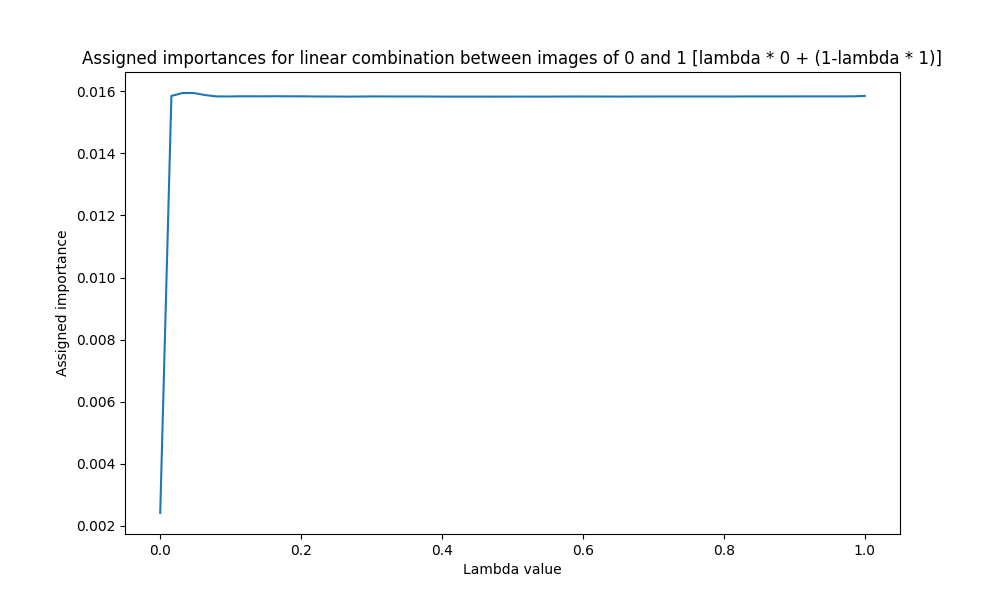 Assigned importances for linear combination between images of 0 and 1 [lambda * 0 + (1-lambda * 1)]
0.016
0.014
0.012
0.010
0.008
0.006
0.004
0.002
Assigned importance
0.0 0.2 0.4 0.6 0.8 1.0
Lambda value